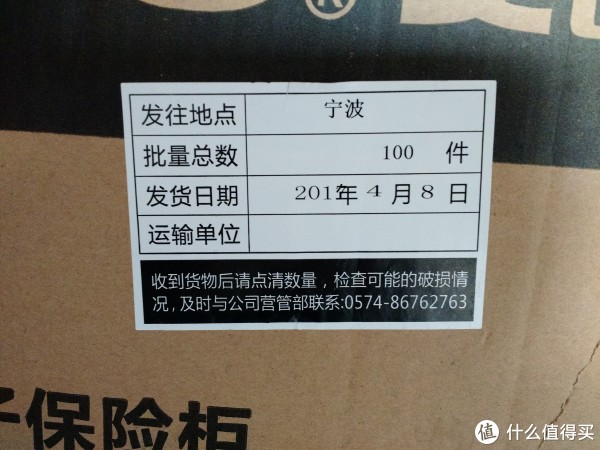 ®
发往地点 宁波
批量总数 100 件
发货日期 201年 4 月 8 日
运输单位
收到货物后请点清数量，检查可能的破损情
况，及时与公司营管部联系:0574-86762763
子保险柜
值 什么值得买